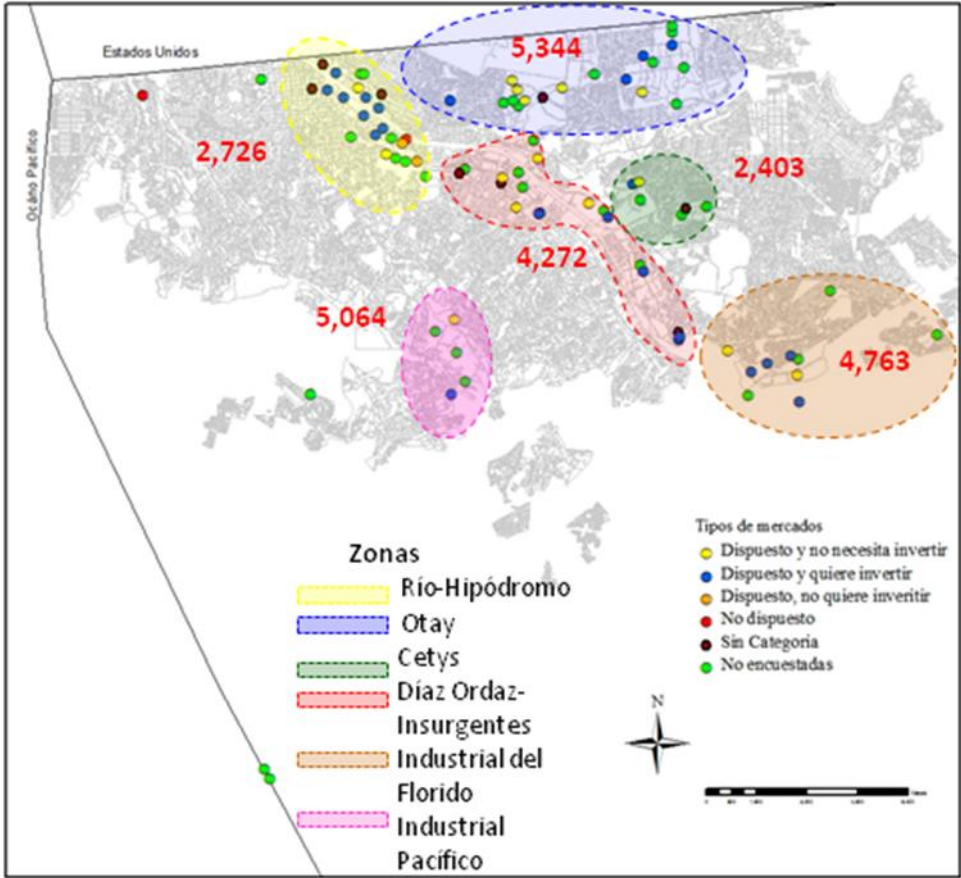 Estados Unidos
5,344
Océano Pacífico
2,726
2,403
4,272
5,064
4,763
Zonas
Río-Hipódromo
Otay
Cetys
Díaz Ordaz-
Insurgentes
Industrial del
Florido
Industrial
Pacífico
Tipos de mercados
Dispuesto y no necesita invertir
Dispuesto y quiere invertir
Dispuesto, no quiere inveritir
No dispuesto
Sin Categoria
No encuestadas
N